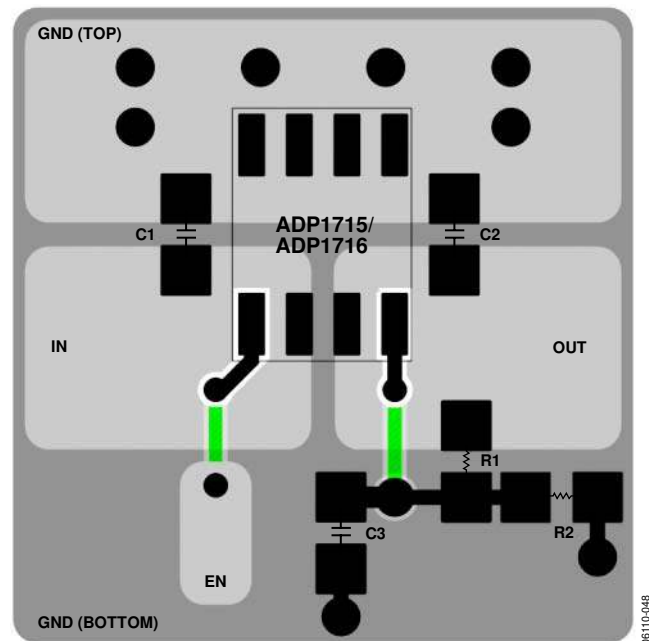 GND (TOP)
C1
ADP1715/
ADP1716
C2
IN
OUT
R1
C3
R2
EN
GND (BOTTOM)
06110-048